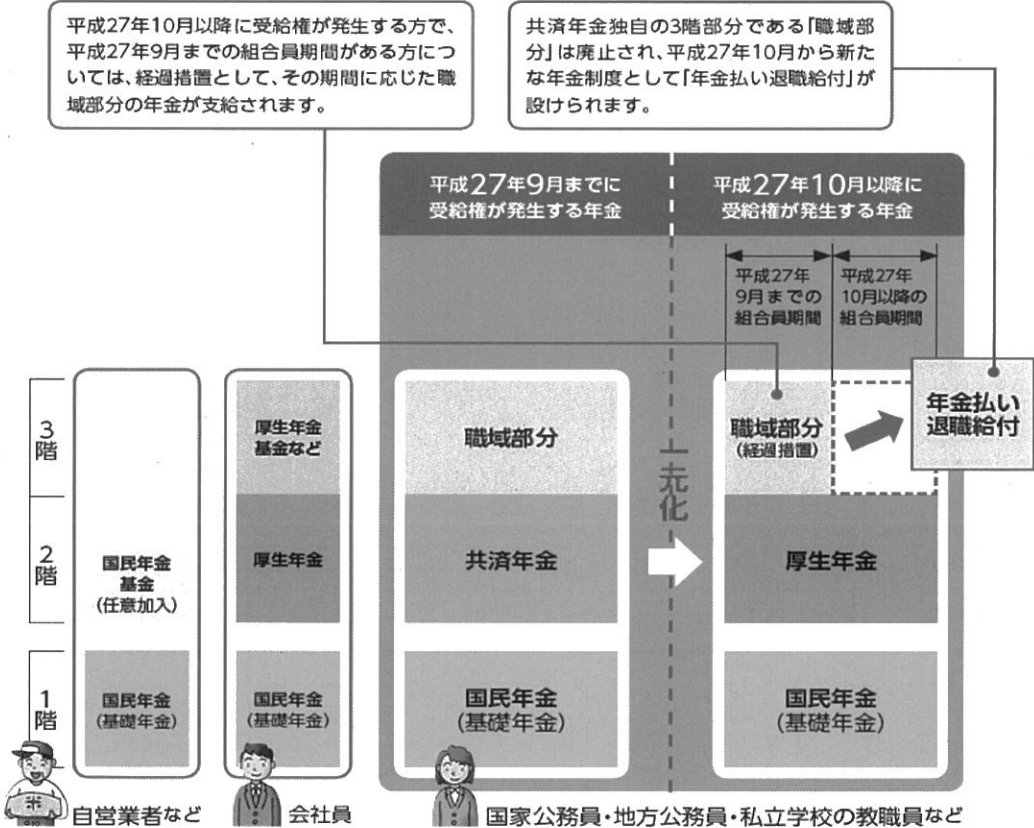 平成27年10月以降に受給権が発生する方で、
平成27年9月までの組合員期間がある方につ
いては、経過措置として、その期間に応じた職
域部分の年金が支給されます。
共済年金独自の3階部分である「職域部
分」は廃止され、平成27年10月から新た
な年金制度として「年金払い退職給付」が
設けられます。
平成27年9月までに
受給権が発生する年金
平成27年10月以降に
受給権が発生する年金
平成27年
9月までの
組合員期間
平成27年
10月以降の
組合員期間
3階
2階
1階
国民年金
基金
(任意加入)
国民年金
(基礎年金)
厚生年金
基金など
厚生年金
国民年金
(基礎年金)
職域部分
共済年金
国民年金
(基礎年金)
一元化
職域部分
(経過措置)
年金払い
退職給付
厚生年金
国民年金
(基礎年金)
米
自営業者など
会社員
国家公務員・地方公務員・私立学校の教職員など